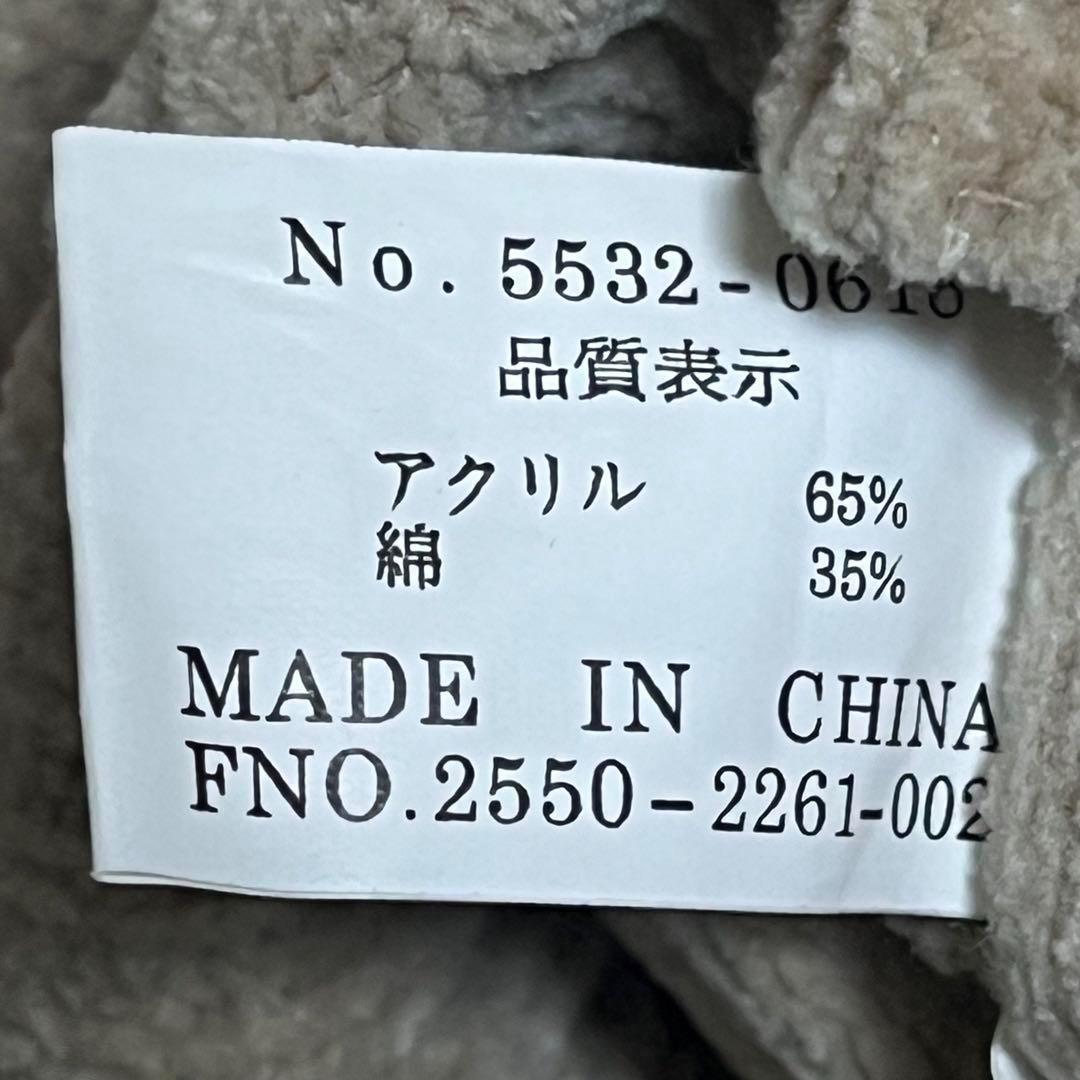 No. 5532-0618
品質表示
アクリル 65%
綿 35%
MADE IN CHINA
FNO.2550-2261-002